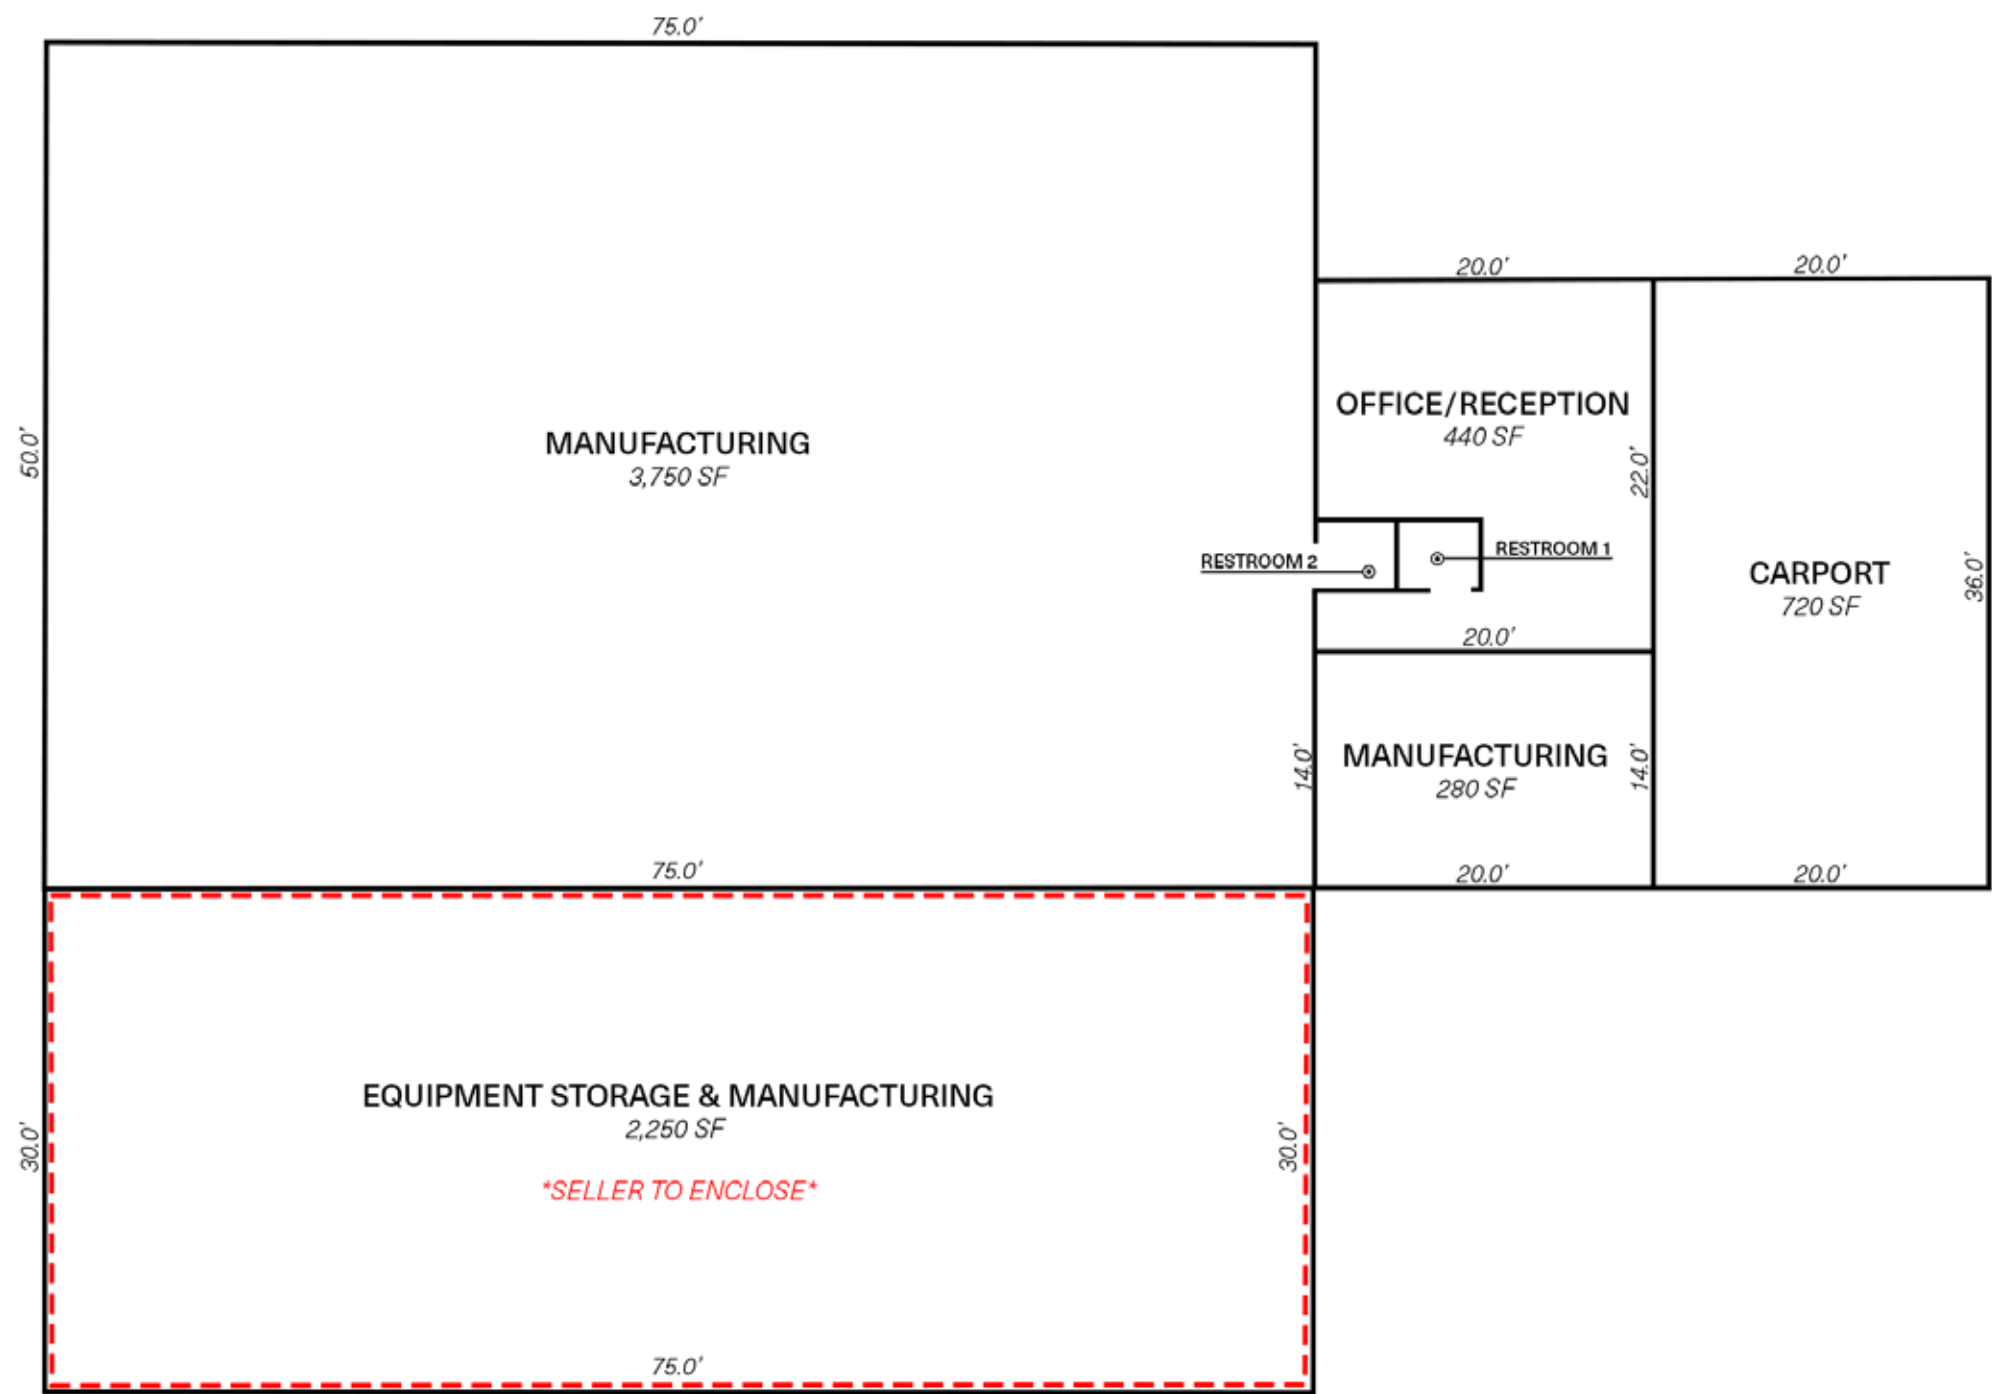 75.0'
20.0'
20.0'
OFFICE/RECEPTION
440 SF
MANUFACTURING
3,750 SF
50.0'
22.0'
RESTROOM 2
RESTROOM 1
CARPORT
720 SF
36.0'
20.0'
MANUFACTURING
280 SF
14.0'
14.0'
75.0'
20.0'
20.0'
EQUIPMENT STORAGE & MANUFACTURING
2,250 SF
30.0'
30.0'
*SELLER TO ENCLOSE*
75.0'